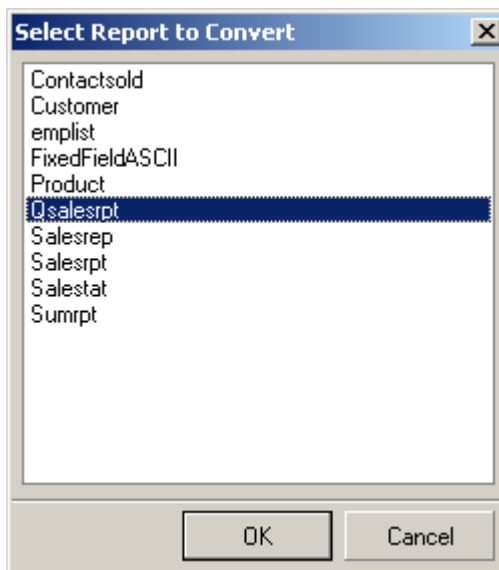 Select Report to Convert
Contactsold
Customer
emplist
FixedFieldASCII
Product
Qsalesrpt
Salesrep
Salesrpt
Salestat
Sumrpt
OK
Cancel